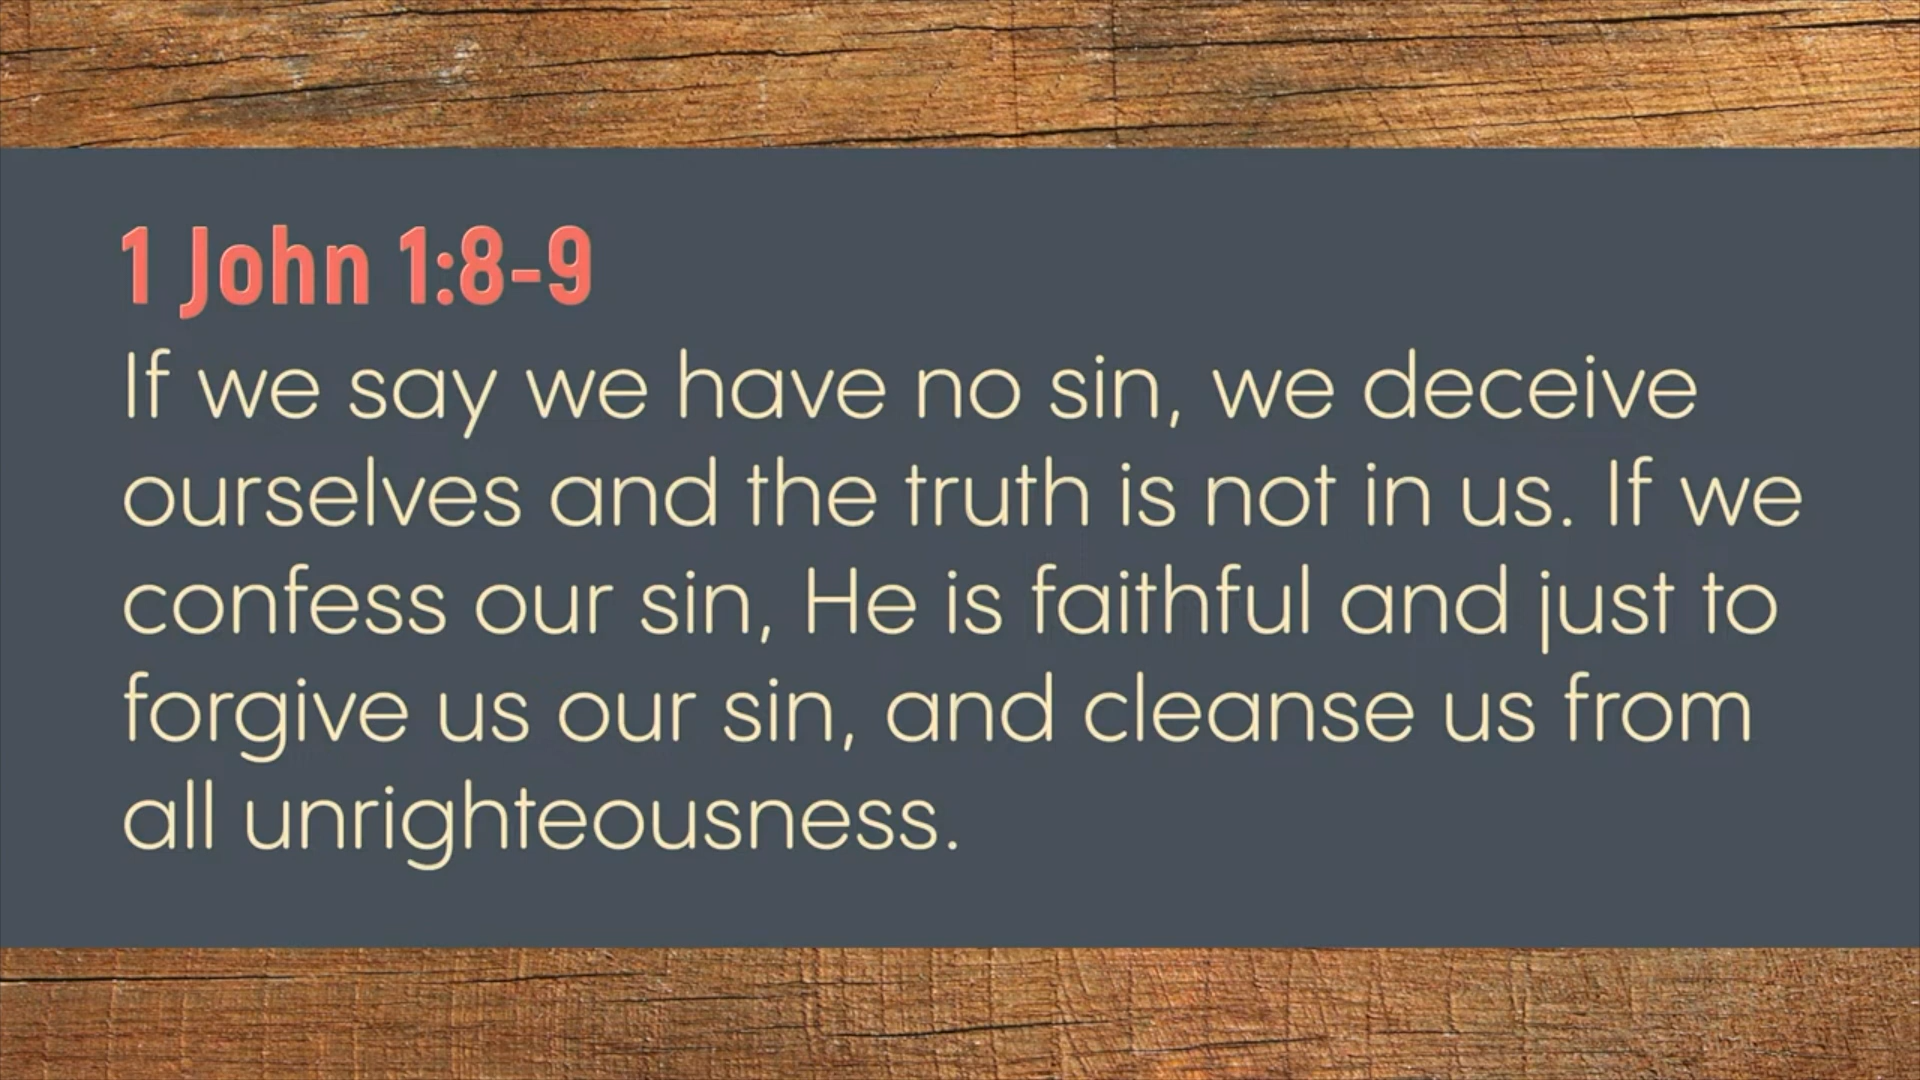 1 John 1:8-9
If we say we have no sin, we deceive
ourselves and the truth is not in us. If we
confess our sin, He is faithful and just to
forgive us our sin, and cleanse us from
all unrighteousness.